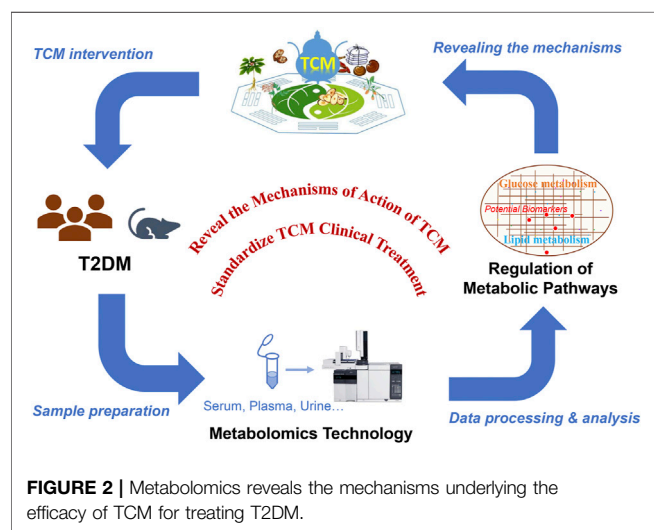 TCM intervention
TCM
Revealing the mechanisms
Reveal the Mechanisms of Action of TCM
Standardize TCM Clinical Treatment
T2DM
Glucose metabolism
Potential Biomarkers
Lipid metabolism
Regulation of
Metabolic Pathways
Sample preparation
Serum, Plasma, Urine...
Metabolomics Technology
Data processing & analysis
FIGURE 2 | Metabolomics reveals the mechanisms underlying the
efficacy of TCM for treating T2DM.